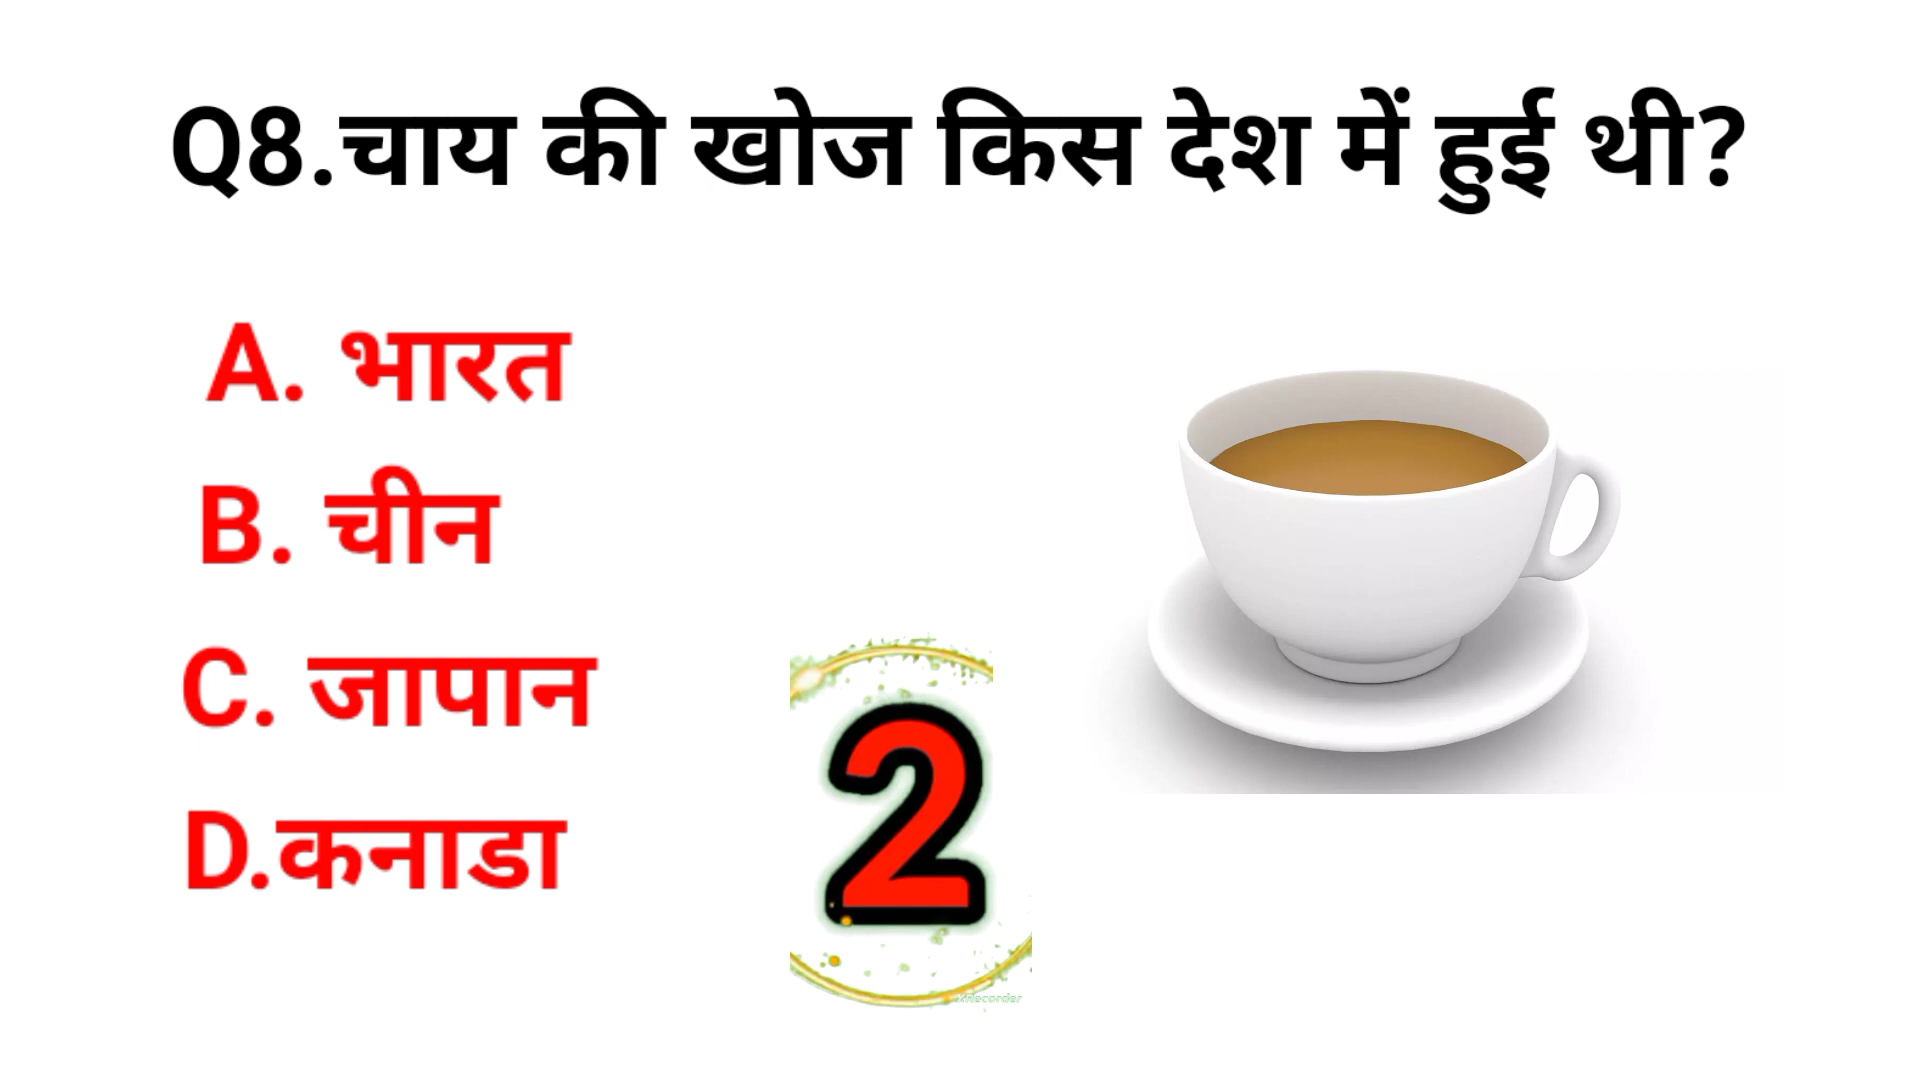 Q8.चाय की खोज किस देश में हुई थी?
A. भारत
B. चीन
C. जापान
D.कनाडा
2